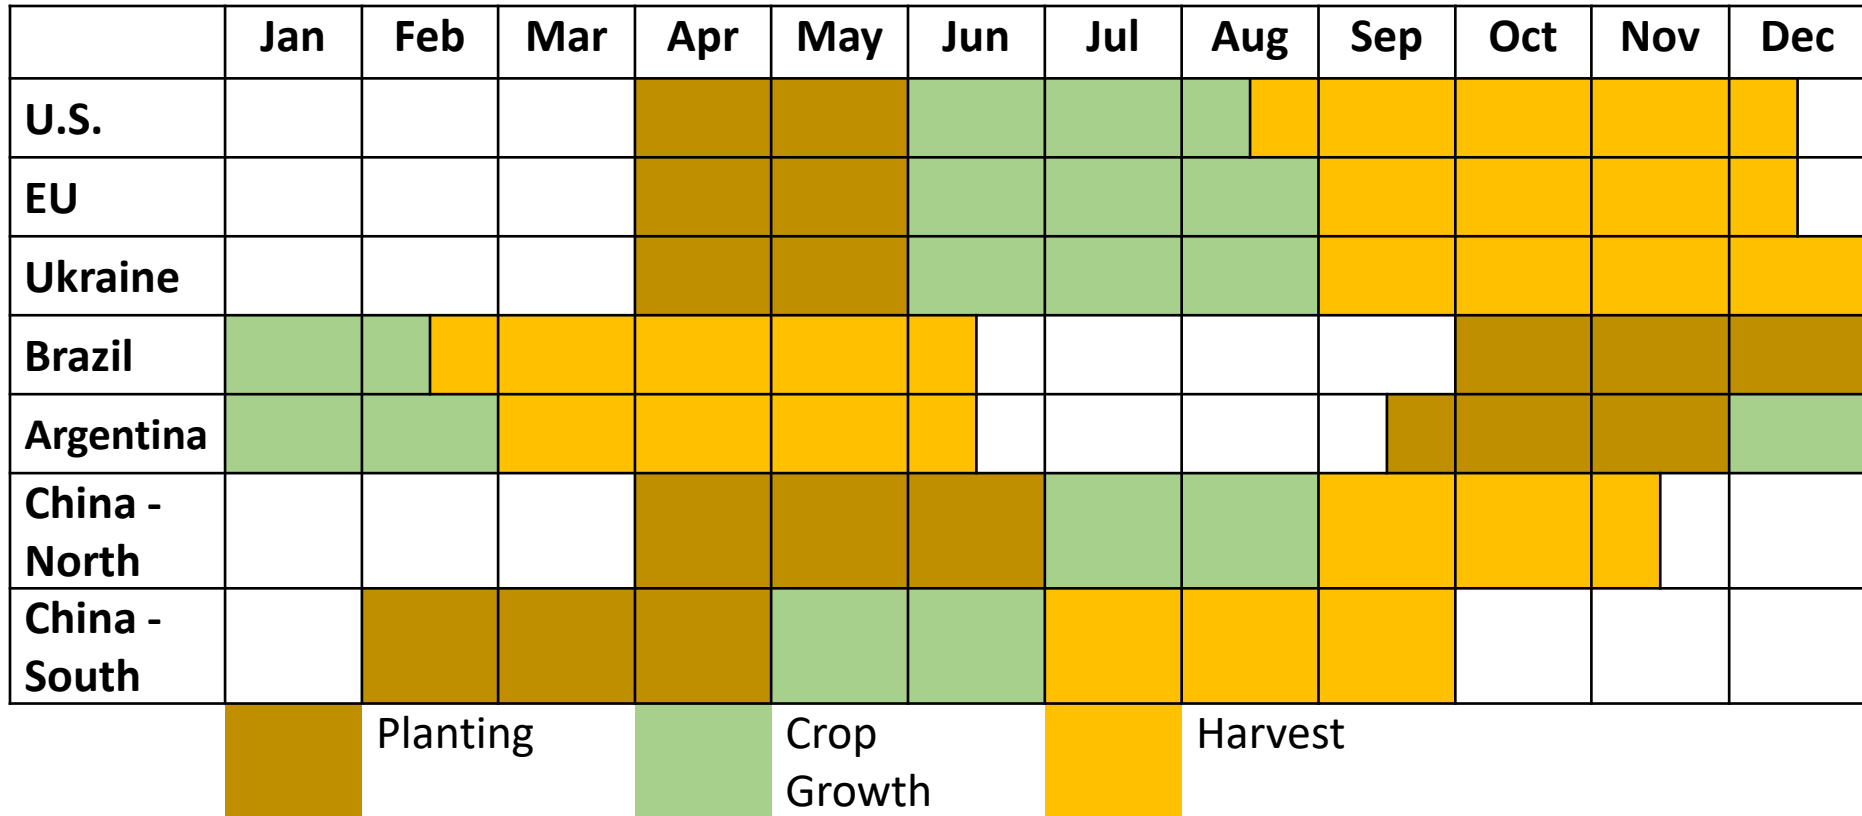 Jan Feb Mar Apr May Jun Jul Aug Sep Oct Nov Dec
U.S.
EU
Ukraine
Brazil
Argentina
China -
North
China -
South
Planting Crop Harvest
Growth